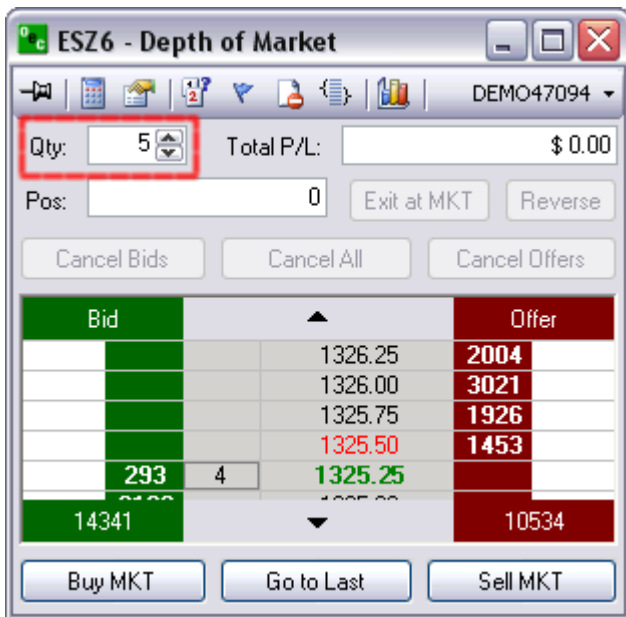 ESZ6 - Depth of Market
DEMO47094
Qty: 5 Total P/L: $ 0.00
Pos: 0 Exit at MKT Reverse
Cancel Bids Cancel All Cancel Offers
Bid Offer
1326.25 2004
1326.00 3021
1325.75 1926
1325.50 1453
293 4 1325.25
14341 10534
Buy MKT Go to Last Sell MKT